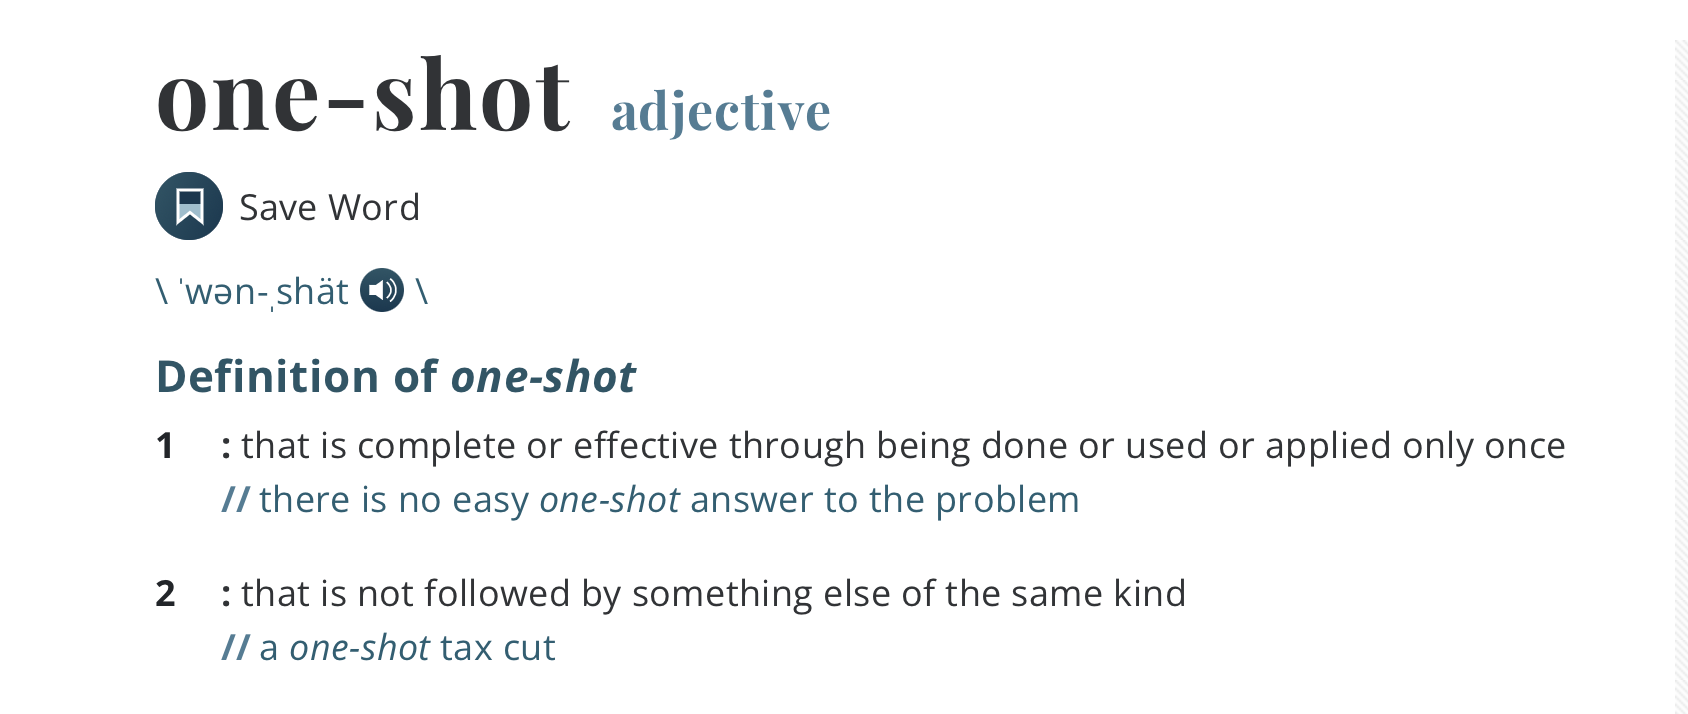 one-shot adjective
Save Word
\ ˈwən-ˌshät \
Definition of one-shot
1 : that is complete or effective through being done or used or applied only once
// there is no easy one-shot answer to the problem
2 : that is not followed by something else of the same kind
// a one-shot tax cut